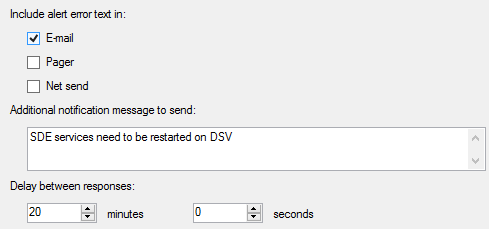 Include alert error text in:
E-mail
Pager
Net send
Additional notification message to send:
SDE services need to be restarted on DSV
Delay between responses:
20 minutes 0 seconds